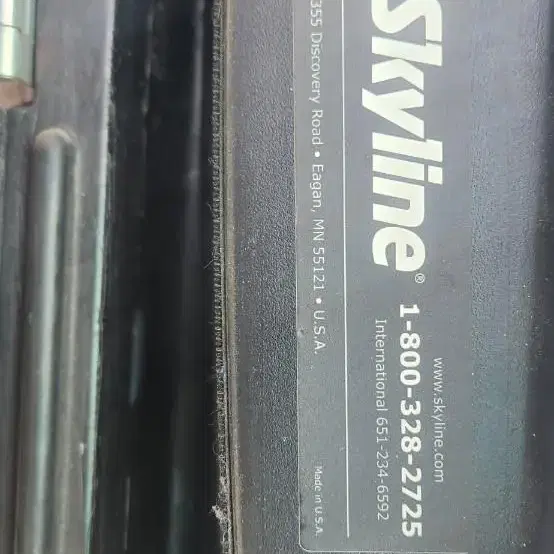 Skyline®
www.skyline.com
1-800-328-2725
International 651-234-6592
355 Discovery Road • Eagan, MN 55121 • U.S.A.
Made in U.S.A.